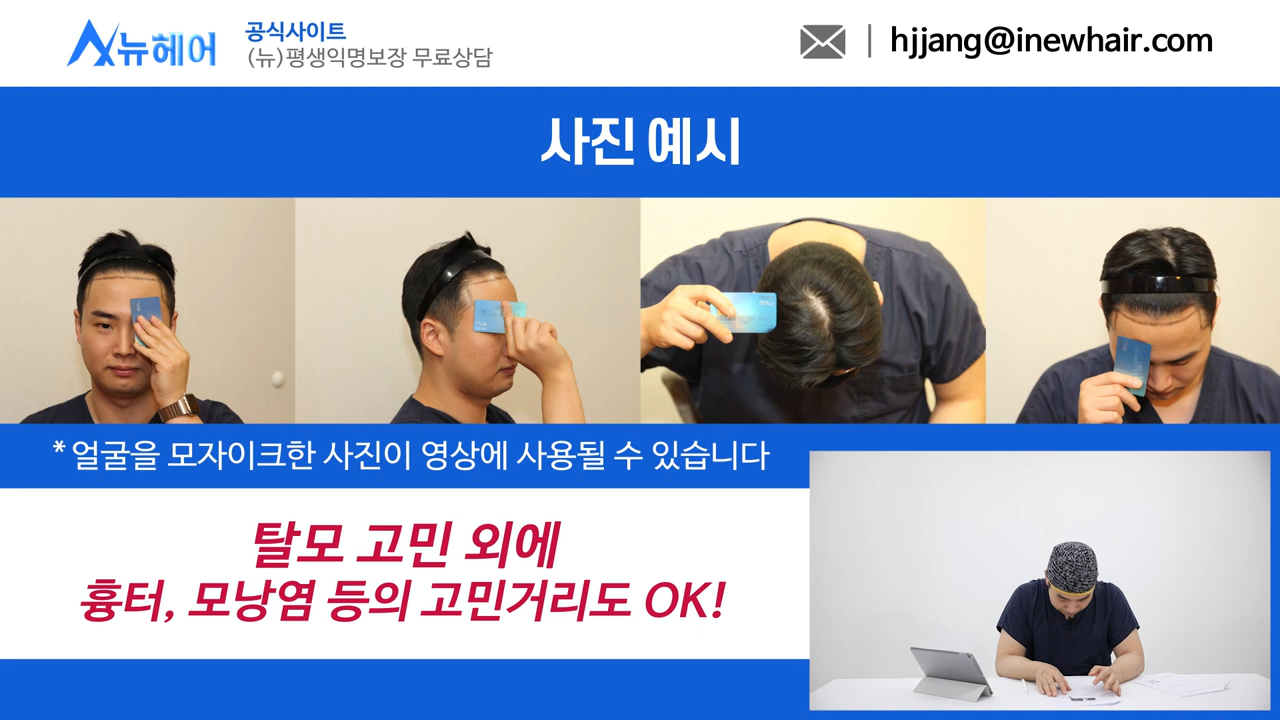 뉴헤어
공식사이트
(뉴)평생익명보장 무료상담
hjjang@inewhair.com
사진 예시
* 얼굴을 모자이크한 사진이 영상에 사용될 수 있습니다
탈모 고민 외에
흉터, 모낭염 등의 고민거리도 OK!